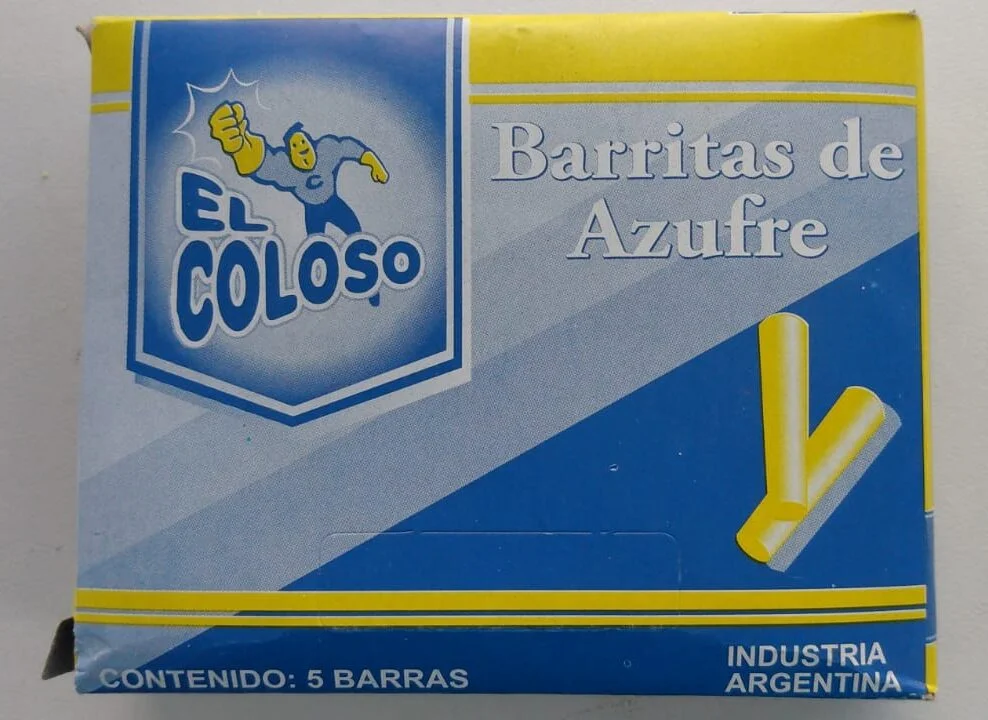 EL
COLOSO
Barritas de
Azufre
C
CONTENIDO: 5 BARRAS
INDUSTRIA
ARGENTINA